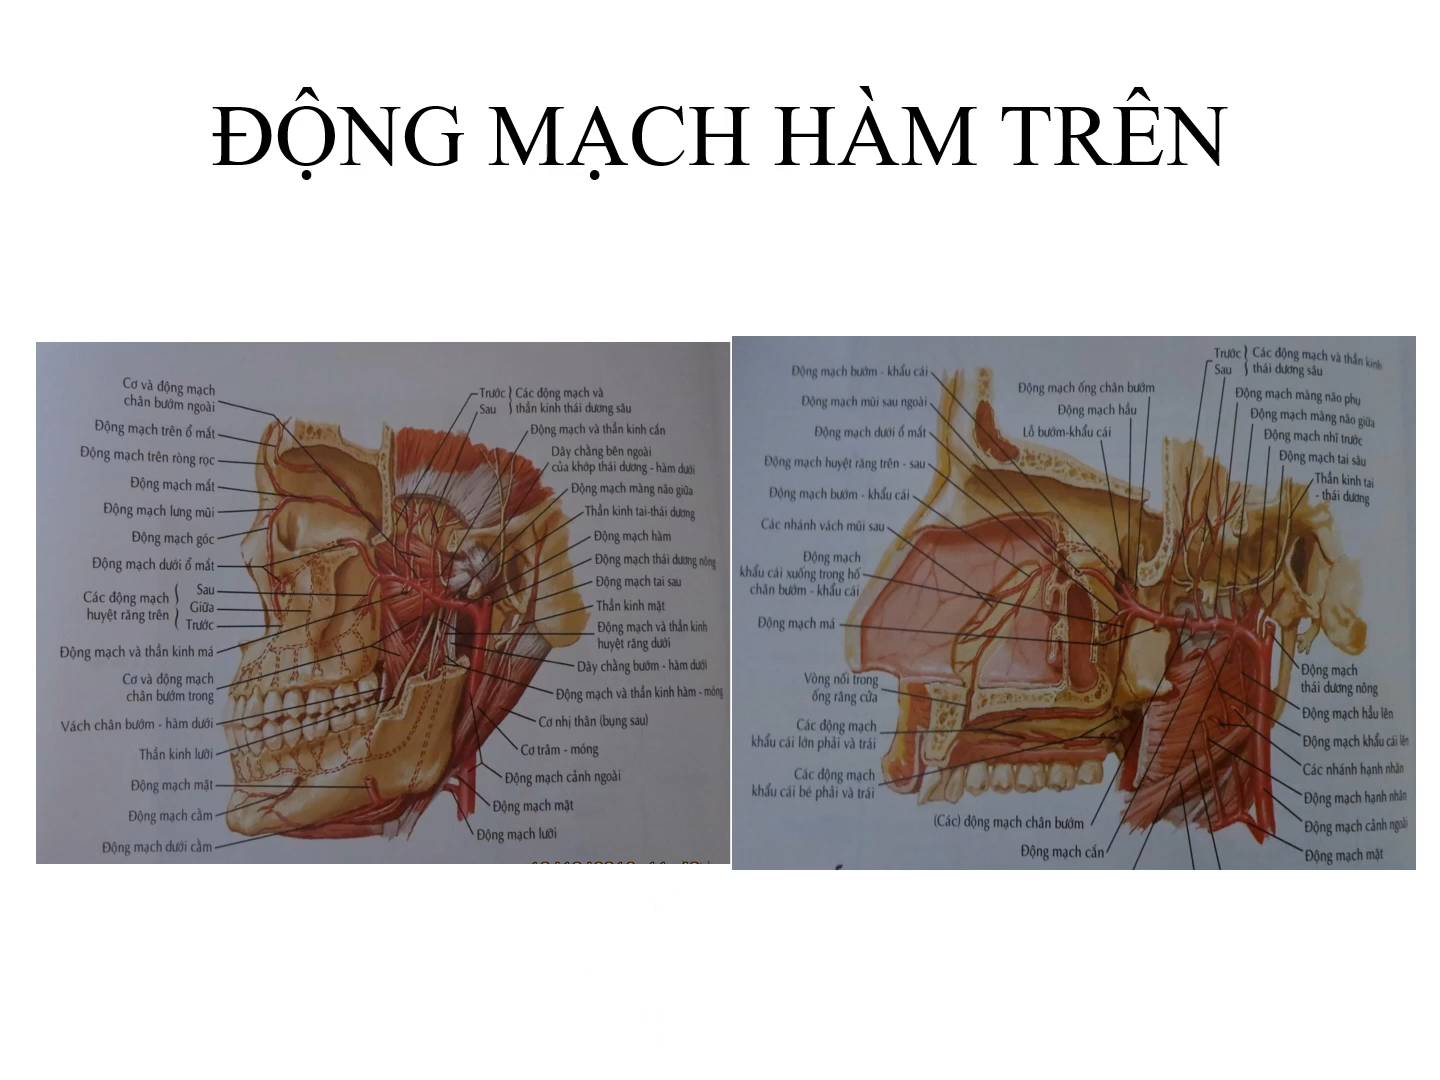 ĐỘNG MẠCH HÀM TRÊN
Cơ và động mạch
chân bướm ngoài
Động mạch trên ổ mắt
Động mạch trên ròng rọc
Động mạch mắt
Động mạch lưng mũi
Động mạch góc
Động mạch dưới ổ mắt
Các động mạch
huyệt răng trên
Sau
Giữa
Trước
Động mạch và thần kinh má
Cơ và động mạch
chân bướm trong
Vách chân bướm - hàm dưới
Thần kinh lưỡi
Động mạch mặt
Động mạch cằm
Động mạch dưới cằm
Trước
Sau
Các động mạch và
thần kinh thái dương sâu
Động mạch và thần kinh cắn
Dây chằng bên ngoài
của khớp thái dương - hàm dưới
Động mạch màng não giữa
Thần kinh tai-thái dương
Động mạch hàm
Động mạch thái dương nông
Động mạch tai sau
Thần kinh mặt
Động mạch và thần kinh
huyệt răng dưới
Dây chằng bướm - hàm dưới
Động mạch và thần kinh hàm - móng
Cơ nhị thân (bụng sau)
Cơ trâm - móng
Động mạch cảnh ngoài
Động mạch mặt
Động mạch lưỡi
Động mạch bướm - khẩu cái
Động mạch mũi sau ngoài
Động mạch dưới ổ mắt
Động mạch huyệt răng trên - sau
Động mạch bướm - khẩu cái
Các nhánh vách mũi sau
Động mạch
khẩu cái xuống trong hố
chân bướm - khẩu cái
Động mạch má
Vòng nối trong
ống răng cửa
Các động mạch
khẩu cái lớn phải và trái
Các động mạch
khẩu cái bé phải và trái
(Các) động mạch chân bướm
Động mạch cắn
Động mạch ống chân bướm
Động mạch hầu
Lỗ bướm-khẩu cái
Trước
Sau
Các động mạch và thần kinh
thái dương sâu
Động mạch màng não phụ
Động mạch màng não giữa
Động mạch nhĩ trước
Động mạch tai sâu
Thần kinh tai
- thái dương
Động mạch
thái dương nông
Động mạch hầu lên
Động mạch khẩu cái lên
Các nhánh hạnh nhân
Động mạch hạnh nhân
Động mạch cảnh ngoài
Động mạch mặt